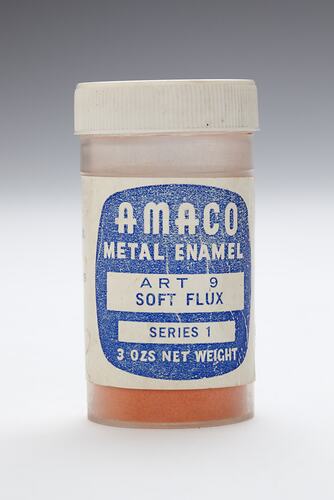 AMACO
METAL ENAMEL
ART 9
SOFT FLUX
SERIES 1
3 OZS NET WEIGHT